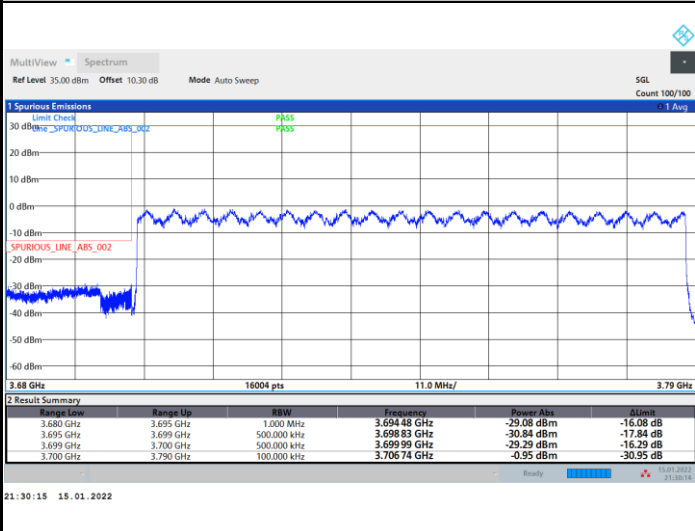 MultiView Spectrum
Ref Level 35.00 dBm Offset 10.30 dB Mode Auto Sweep SGL
Count 100/100
1 Spurious Emissions 1 Avg
Limit Check PASS
30 dBm Line _SPURIOUS_LINE_ABS_002 PASS
20 dBm
10 dBm
0 dBm
-10 dBm
_SPURIOUS_LINE_ABS_002
-20 dBm
-30 dBm
-40 dBm
-50 dBm
-60 dBm
3.68 GHz 16004 pts 11.0 MHz/ 3.79 GHz
2 Result Summary
Range Low Range Up RBW Frequency Power Abs ΔLimit
3.680 GHz 3.695 GHz 1.000 MHz 3.694 48 GHz -29.08 dBm -16.08 dB
3.695 GHz 3.699 GHz 500.000 kHz 3.698 83 GHz -30.84 dBm -17.84 dB
3.699 GHz 3.700 GHz 500.000 kHz 3.699 99 GHz -29.29 dBm -16.29 dB
3.700 GHz 3.790 GHz 100.000 kHz 3.706 74 GHz -0.95 dBm -30.95 dB
Ready 15.01.2022
21:30:14
21:30:15 15.01.2022